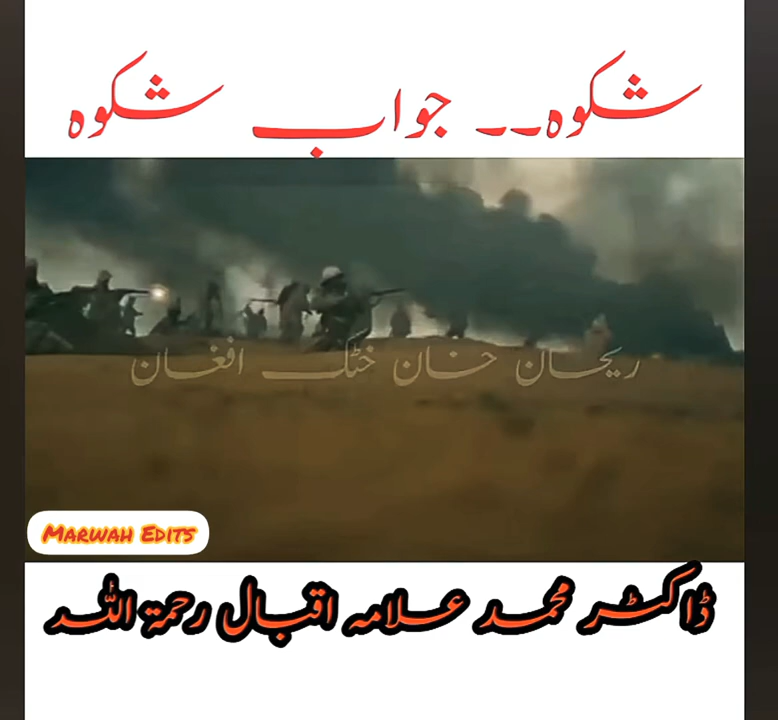 شکوہ۔۔ جواب شکوہ
ریحان خان خٹک افغان
MARWAH EDITS
ڈاکٹر محمد علامہ اقبال رحمۃ اللہ